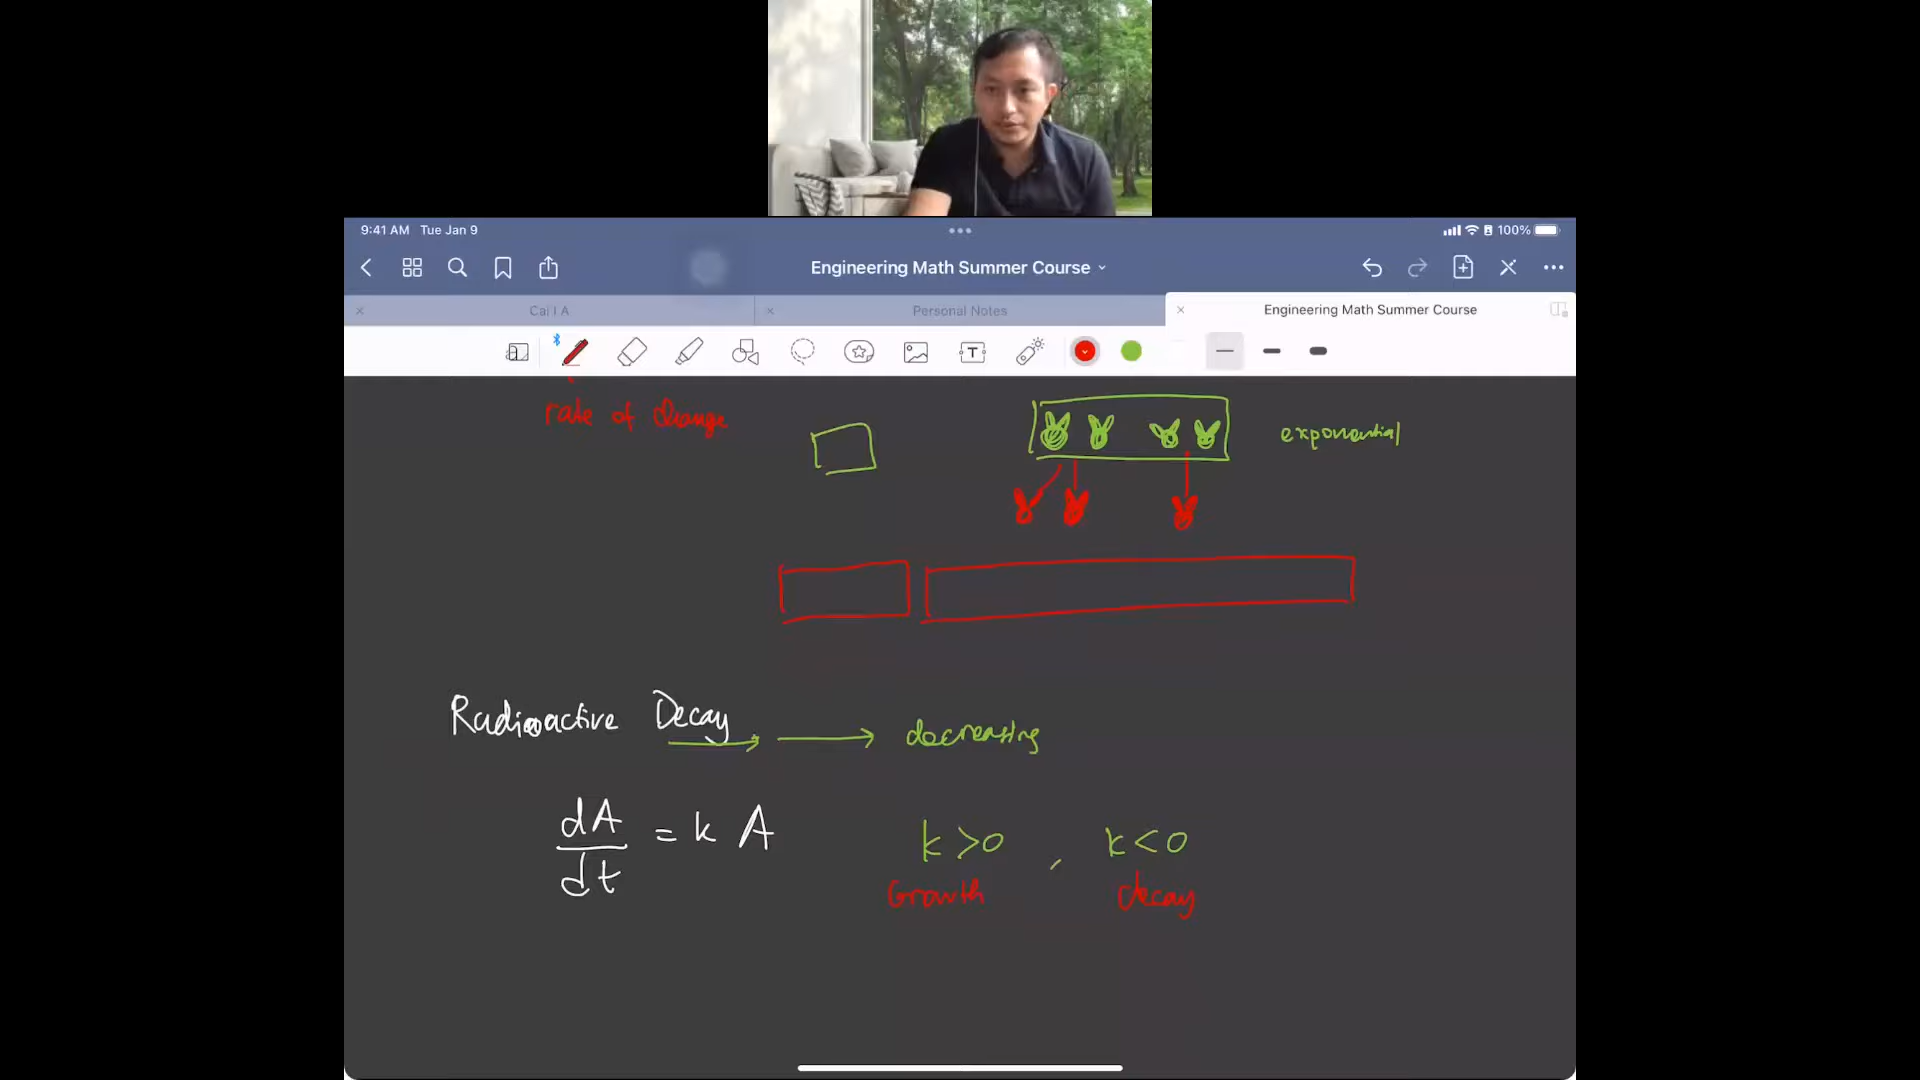 9:41 AM Tue Jan 9
100%
Engineering Math Summer Course
Cal I A
Personal Notes
Engineering Math Summer Course
rate of change
exponential
Radioactive Decay
decreasing
dA/dt = k A
k > 0 , k < 0
Growth
decay